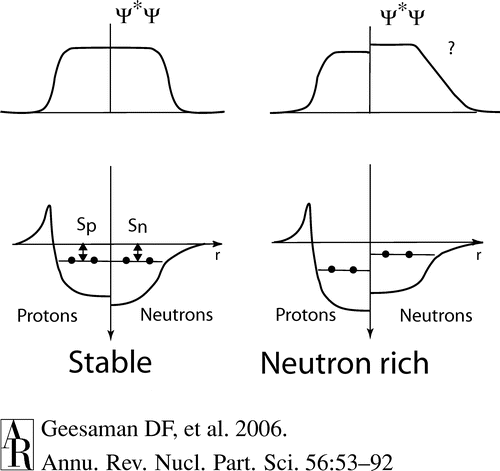 Ψ*Ψ
Ψ*Ψ
?
Sp
Sn
r
r
Protons
Neutrons
Protons
Neutrons
Stable
Neutron rich
AR
Geesaman DF, et al. 2006.
Annu. Rev. Nucl. Part. Sci. 56:53–92